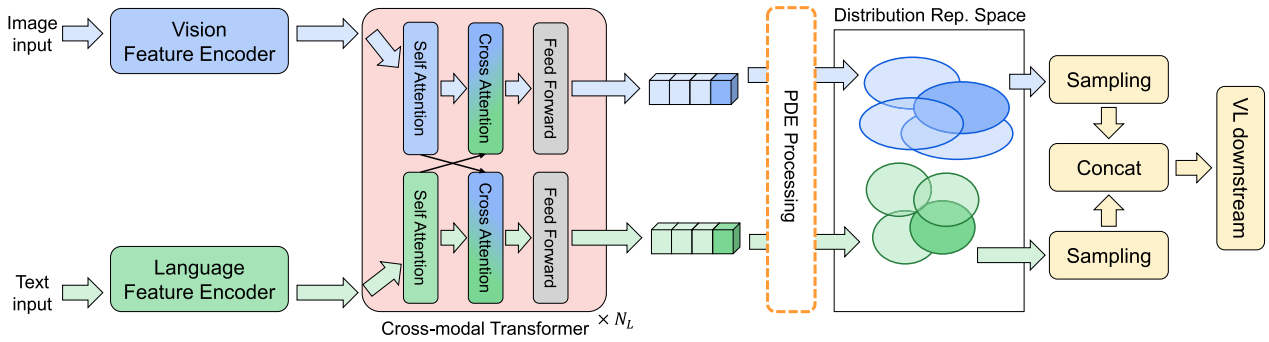 Image
input
Vision
Feature Encoder
Self Attention
Cross Attention
Feed Forward
PDE Processing
Distribution Rep. Space
Sampling
Concat
VL downstream
Text
input
Language
Feature Encoder
Self Attention
Cross Attention
Feed Forward
Cross-modal Transformer
× N_L
Sampling